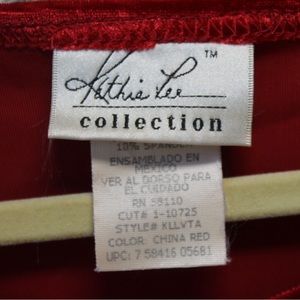 Kathie Lee ™
collection
10% SPANDEX
ENSAMBLADO EN
MEXICO
VER AL DORSO PARA
EL CUIDADO
RN 58110
CUT# 1-10725
STYLE# KLLVTA
COLOR: CHINA RED
UPC: 7 58416 05681